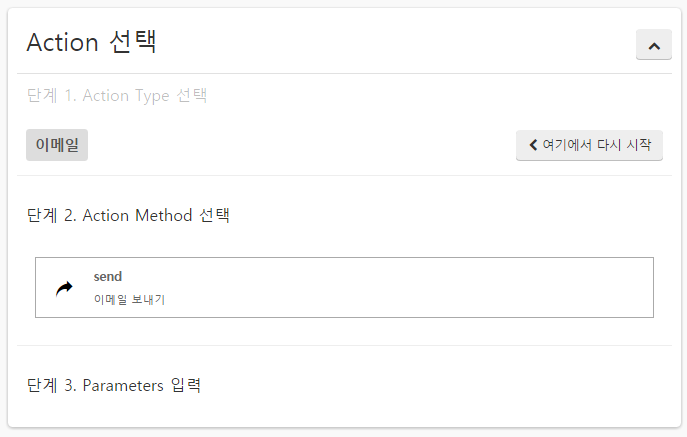 Action 선택
단계 1. Action Type 선택
이메일
여기에서 다시 시작
단계 2. Action Method 선택
send
이메일 보내기
단계 3. Parameters 입력